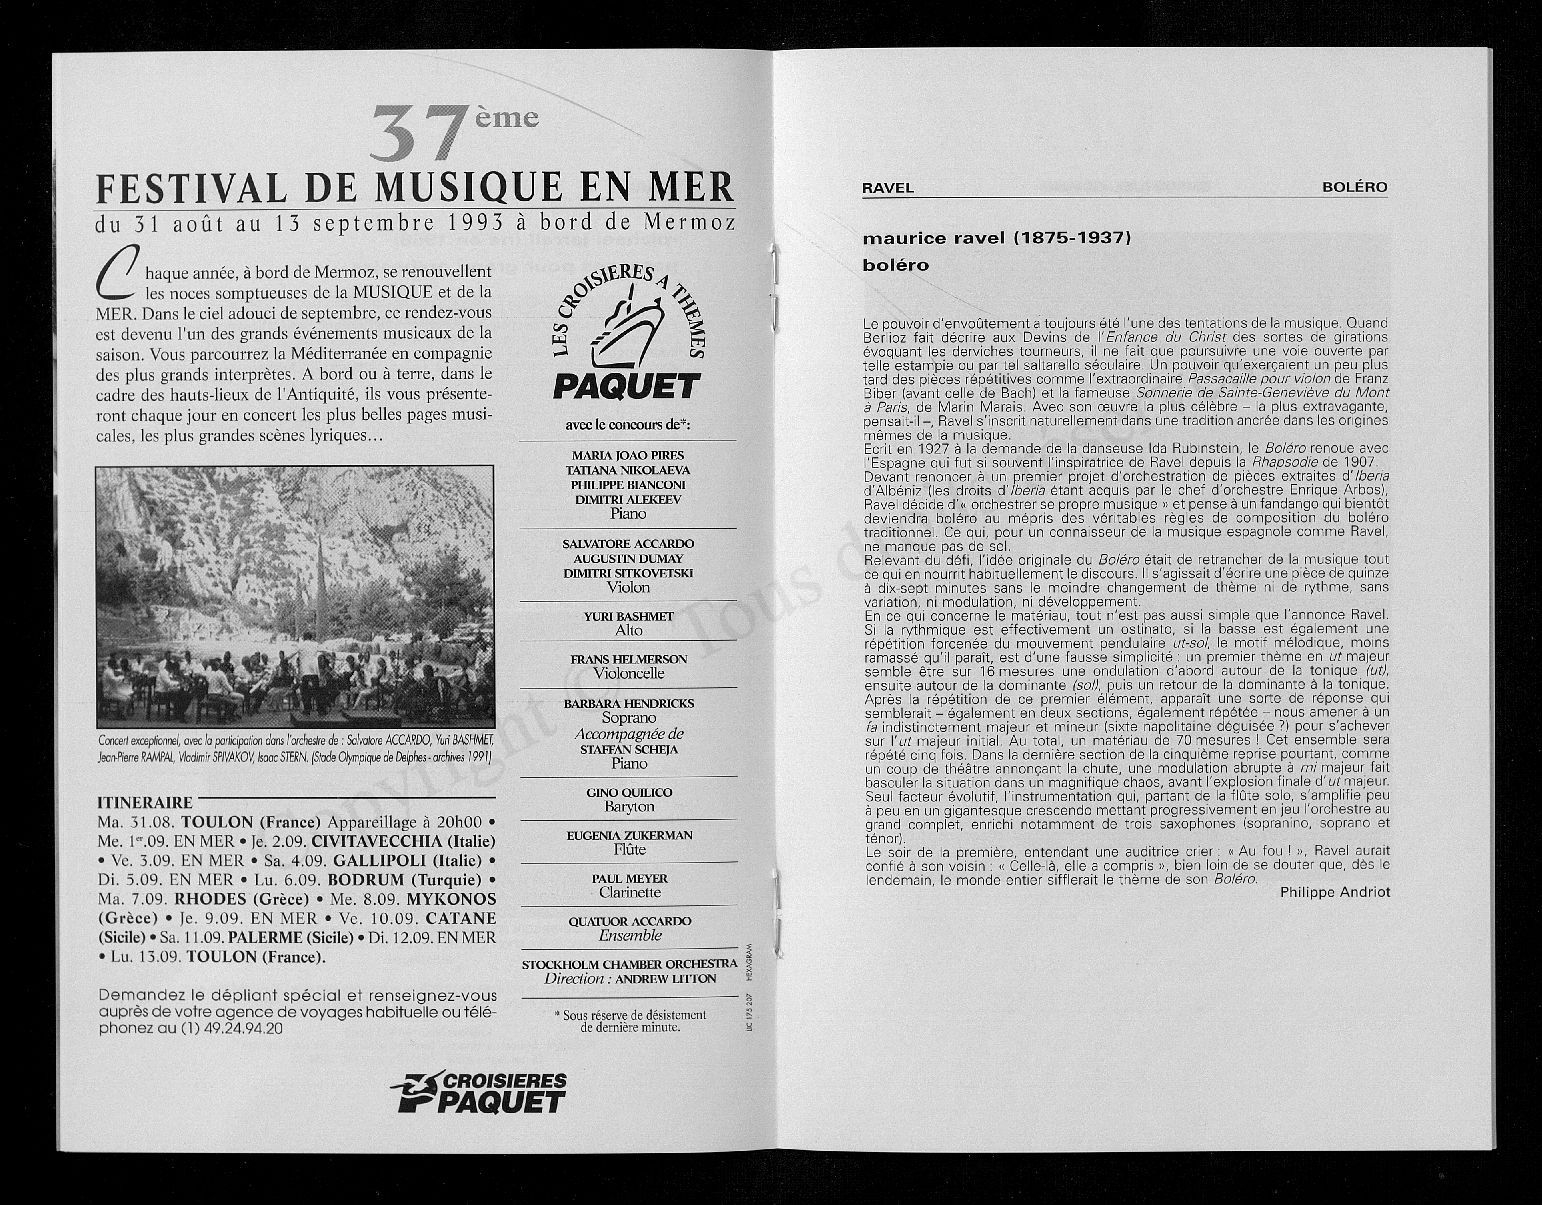 37ème
FESTIVAL DE MUSIQUE EN MER
du 31 août au 13 septembre 1993 à bord de Mermoz
Chaque année, à bord de Mermoz, se renouvellent
les noces somptueuses de la MUSIQUE et de la
MER. Dans le ciel adouci de septembre, ce rendez-vous
est devenu l'un des grands événements musicaux de la
saison. Vous parcourrez la Méditerranée en compagnie
des plus grands interprètes. A bord ou à terre, dans le
cadre des hauts-lieux de l'Antiquité, ils vous présente-
ront chaque jour en concert les plus belles pages musi-
cales, les plus grandes scènes lyriques...
Concert exceptionnel, avec la participation dans l'orchestre de : Salvatore ACCARDO, Yuri BASHMET,
Jean-Pierre RAMPAL, Vladimir SPIVAKOV, Isaac STERN. (Stade Olympique de Delphes - archives 1991)
ITINERAIRE
Ma. 31.08. TOULON (France) Appareillage à 20h00 •
Me. 1er.09. EN MER • Je. 2.09. CIVITAVECCHIA (Italie)
• Ve. 3.09. EN MER • Sa. 4.09. GALLIPOLI (Italie) •
Di. 5.09. EN MER • Lu. 6.09. BODRUM (Turquie) •
Ma. 7.09. RHODES (Grèce) • Me. 8.09. MYKONOS
(Grèce) • Je. 9.09. EN MER • Ve. 10.09. CATANE
(Sicile) • Sa. 11.09. PALERME (Sicile) • Di. 12.09. EN MER
• Lu. 13.09. TOULON (France).
Demandez le dépliant spécial et renseignez-vous
auprès de votre agence de voyages habituelle ou télé-
phonez au (1) 49.24.94.20
LES CROISIERES A THEMES
PAQUET
avec le concours de*:
MARIA JOAO PIRES
TATIANA NIKOLAEVA
PHILIPPE BIANCONI
DIMITRI ALEKEEV
Piano
SALVATORE ACCARDO
AUGUSTIN DUMAY
DIMITRI SITKOVETSKI
Violon
YURI BASHMET
Alto
FRANS HELMERSON
Violoncelle
BARBARA HENDRICKS
Soprano
Accompagnée de
STAFFAN SCHEJA
Piano
GINO QUILICO
Baryton
EUGENIA ZUKERMAN
Flûte
PAUL MEYER
Clarinette
QUATUOR ACCARDO
Ensemble
STOCKHOLM CHAMBER ORCHESTRA
Direction : ANDREW LITTON
* Sous réserve de désistement
de dernière minute.
LIC 175 207 HEXAGRAM
CROISIERES
PAQUET
RAVEL BOLÉRO
maurice ravel (1875-1937)
boléro
Le pouvoir d'envoûtement a toujours été l'une des tentations de la musique. Quand
Berlioz fait décrire aux Devins de l'Enfance du Christ des sortes de girations
évoquant les derviches tourneurs, il ne fait que poursuivre une voie ouverte par
telle estampie ou par tel saltarello séculaire. Un pouvoir qu'exerçaient un peu plus
tard des pièces répétitives comme l'extraordinaire Passacaille pour violon de Franz
Biber (avant celle de Bach) et la fameuse Sonnerie de Sainte-Geneviève du Mont
à Paris, de Marin Marais. Avec son œuvre la plus célèbre – la plus extravagante,
pensait-il –, Ravel s'inscrit naturellement dans une tradition ancrée dans les origines
mêmes de la musique.
Ecrit en 1927 à la demande de la danseuse Ida Rubinstein, le Boléro renoue avec
l'Espagne qui fut si souvent l'inspiratrice de Ravel depuis la Rhapsodie de 1907.
Devant renoncer à un premier projet d'orchestration de pièces extraites d'Iberia
d'Albéniz (les droits d'Iberia étant acquis par le chef d'orchestre Enrique Arbos),
Ravel décide d'« orchestrer se propre musique » et pense à un fandango qui bientôt
deviendra boléro au mépris des véritables règles de composition du boléro
traditionnel. Ce qui, pour un connaisseur de la musique espagnole comme Ravel,
ne manque pas de sel.
Relevant du défi, l'idée originale du Boléro était de retrancher de la musique tout
ce qui en nourrit habituellement le discours. Il s'agissait d'écrire une pièce de quinze
à dix-sept minutes sans le moindre changement de thème ni de rythme, sans
variation, ni modulation, ni développement.
En ce qui concerne le matériau, tout n'est pas aussi simple que l'annonce Ravel.
Si la rythmique est effectivement un ostinato, si la basse est également une
répétition forcenée du mouvement pendulaire ut-sol, le motif mélodique, moins
ramassé qu'il paraît, est d'une fausse simplicité : un premier thème en ut majeur
semble être sur 16 mesures une ondulation d'abord autour de la tonique (ut),
ensuite autour de la dominante (sol), puis un retour de la dominante à la tonique.
Après la répétition de ce premier élément, apparaît une sorte de réponse qui
semblerait – également en deux sections, également répétée – nous amener à un
fa indistinctement majeur et mineur (sixte napolitaine déguisée ?) pour s'achever
sur l'ut majeur initial. Au total, un matériau de 70 mesures ! Cet ensemble sera
répété cinq fois. Dans la dernière section de la cinquième reprise pourtant, comme
un coup de théâtre annonçant la chute, une modulation abrupte à mi majeur fait
basculer la situation dans un magnifique chaos, avant l'explosion finale d'ut majeur.
Seul facteur évolutif, l'instrumentation qui, partant de la flûte solo, s'amplifie peu
à peu en un gigantesque crescendo mettant progressivement en jeu l'orchestre au
grand complet, enrichi notamment de trois saxophones (sopranino, soprano et
ténor).
Le soir de la première, entendant une auditrice crier : « Au fou ! », Ravel aurait
confié à son voisin : « Celle-là, elle a compris », bien loin de se douter que, dès le
lendemain, le monde entier sifflerait le thème de son Boléro.
Philippe Andriot
Copyright © Tous d